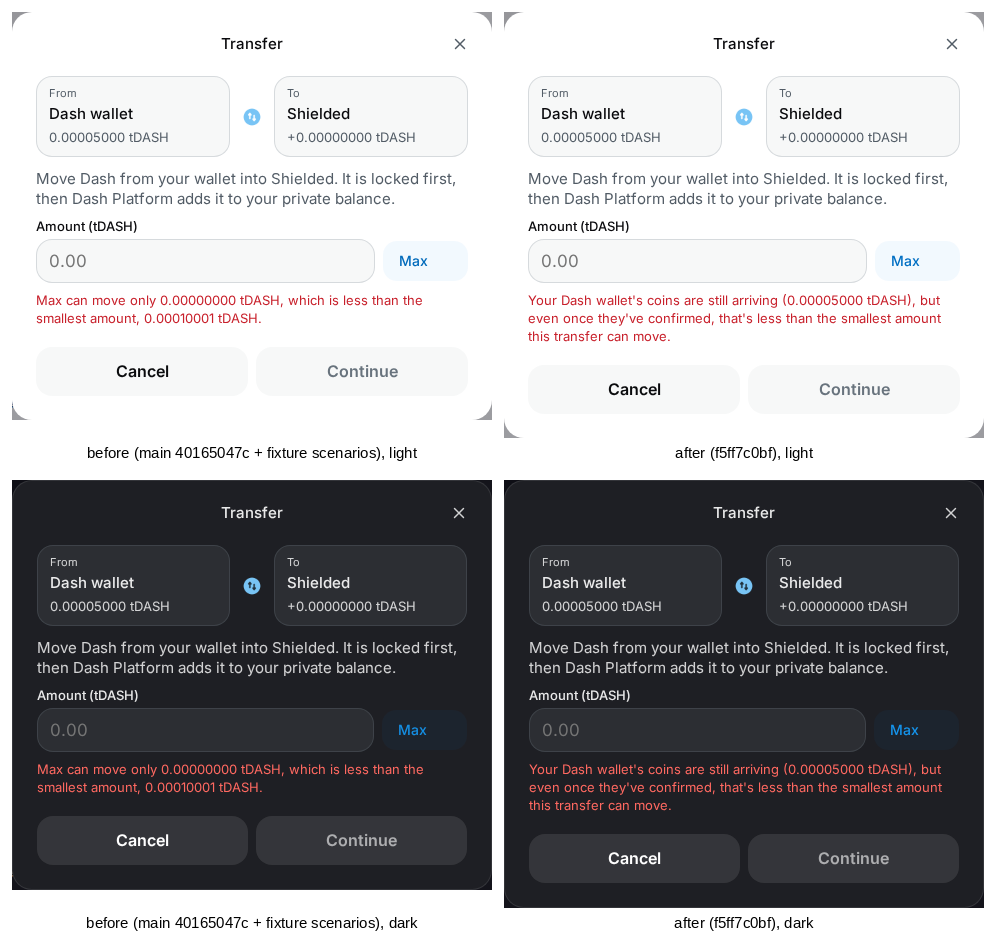 Transfer
From
Dash wallet
0.00005000 tDASH
To
Shielded
+0.00000000 tDASH
Move Dash from your wallet into Shielded. It is locked first,
then Dash Platform adds it to your private balance.
Amount (tDASH)
0.00
Max
Max can move only 0.00000000 tDASH, which is less than the
smallest amount, 0.00010001 tDASH.
Cancel
Continue
before (main 40165047c + fixture scenarios), light
Transfer
From
Dash wallet
0.00005000 tDASH
To
Shielded
+0.00000000 tDASH
Move Dash from your wallet into Shielded. It is locked first,
then Dash Platform adds it to your private balance.
Amount (tDASH)
0.00
Max
Your Dash wallet's coins are still arriving (0.00005000 tDASH), but
even once they've confirmed, that's less than the smallest amount
this transfer can move.
Cancel
Continue
after (f5ff7c0bf), light
Transfer
From
Dash wallet
0.00005000 tDASH
To
Shielded
+0.00000000 tDASH
Move Dash from your wallet into Shielded. It is locked first,
then Dash Platform adds it to your private balance.
Amount (tDASH)
0.00
Max
Max can move only 0.00000000 tDASH, which is less than the
smallest amount, 0.00010001 tDASH.
Cancel
Continue
before (main 40165047c + fixture scenarios), dark
Transfer
From
Dash wallet
0.00005000 tDASH
To
Shielded
+0.00000000 tDASH
Move Dash from your wallet into Shielded. It is locked first,
then Dash Platform adds it to your private balance.
Amount (tDASH)
0.00
Max
Your Dash wallet's coins are still arriving (0.00005000 tDASH), but
even once they've confirmed, that's less than the smallest amount
this transfer can move.
Cancel
Continue
after (f5ff7c0bf), dark